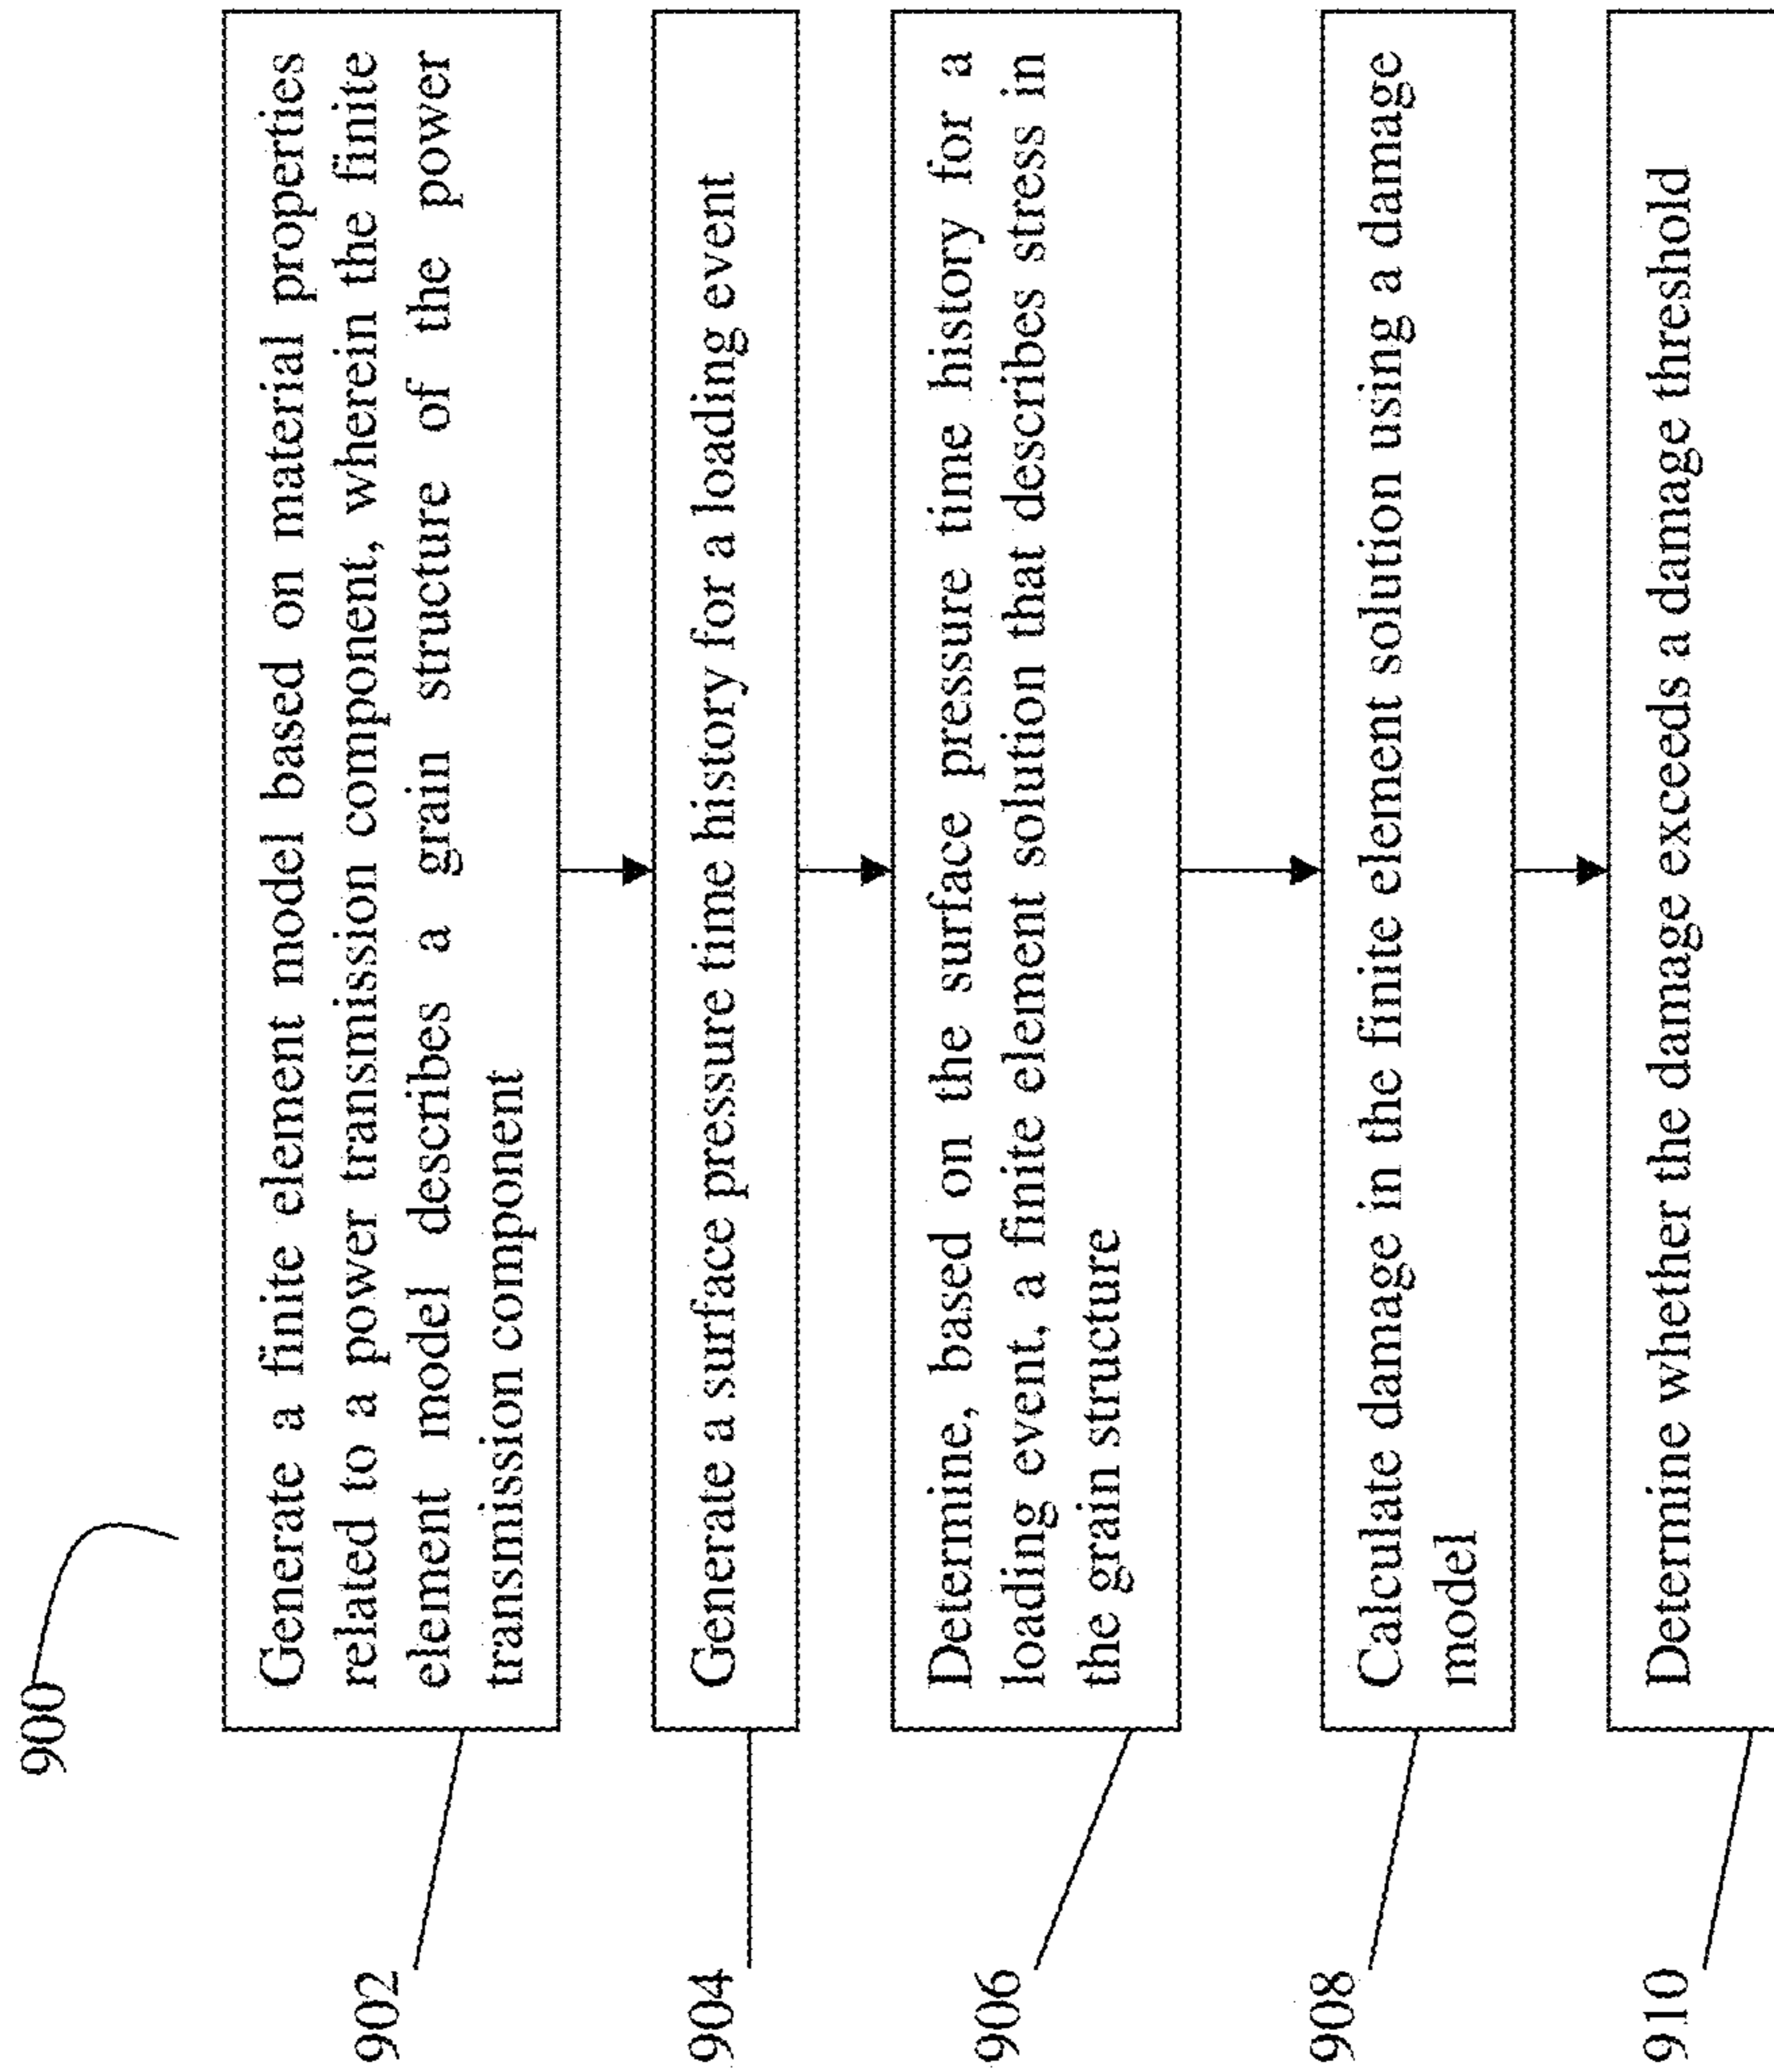 900
902
Generate a finite element model based on material properties
related to a power transmission component, wherein the finite
element model describes a grain structure of the power
transmission component
904
Generate a surface pressure time history for a loading event
906
Determine, based on the surface pressure time history for a
loading event, a finite element solution that describes stress in
the grain structure
908
Calculate damage in the finite element solution using a damage
model
910
Determine whether the damage exceeds a damage threshold